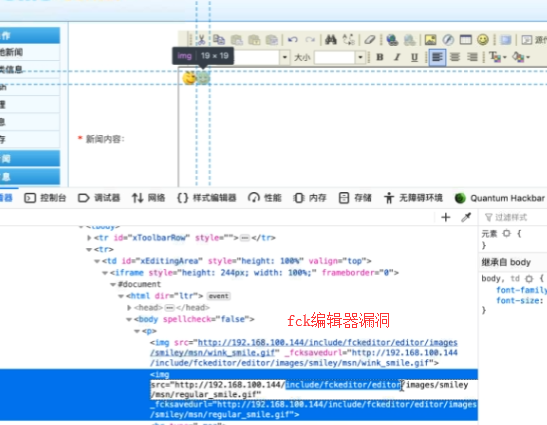 作
地新闻
类信息
sh
理
息
存
闻
息
源作
img | 19 × 19
大小
B I U
* 新闻内容:
器
控制台
调试器
网络
{} 样式编辑器
性能
内存
存储
无障碍环境
Quantum Hackbar
+
过滤样式
元素
}
继承自 body
body, td {
font-family
font-size:
}
<tbody>
<tr id="xToolbarRow" style="">⋯</tr>
<tr>
<td id="xEditingArea" style="height: 100%" valign="top">
<iframe style="height: 244px; width: 100%;" frameborder="0">
#document
<html dir="ltr"> event
<head>⋯</head>
<body spellcheck="false">
fck编辑器漏洞
<p>
<img src="http://192.168.100.144/include/fckeditor/editor/images
/smiley/msn/wink_smile.gif" _fcksavedurl="http://192.168.100.144
/include/fckeditor/editor/images/smiley/msn/wink_smile.gif">
<img
src="http://192.168.100.144/include/fckeditor/editor/images/smiley
/msn/regular_smile.gif"
_fcksavedurl="http://192.168.100.144/include/fckeditor/editor/images
/smiley/msn/regular_smile.gif">